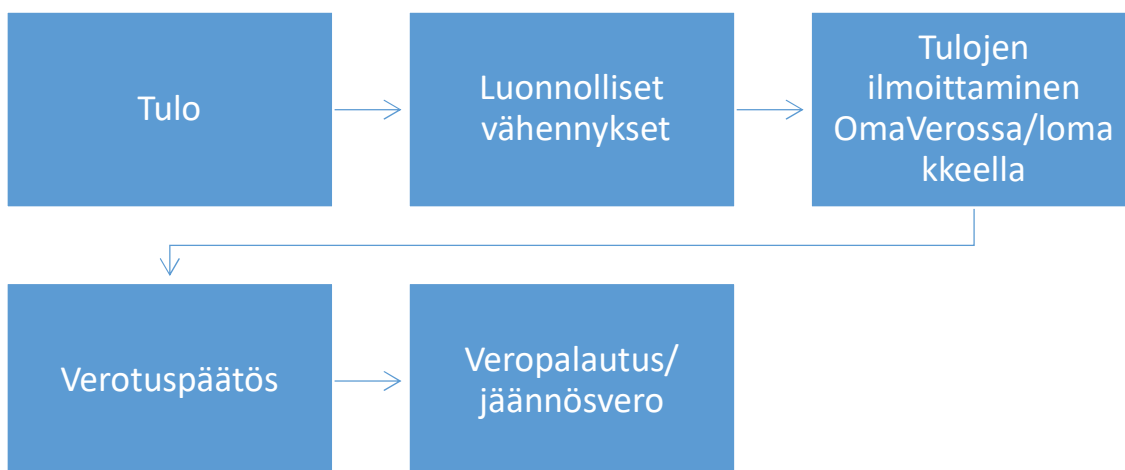 Tulo
Luonnolliset
vähennykset
Tulojen
ilmoittaminen
OmaVerossa/loma
kkeella
Verotuspäätös
Veropalautus/
jäännösvero